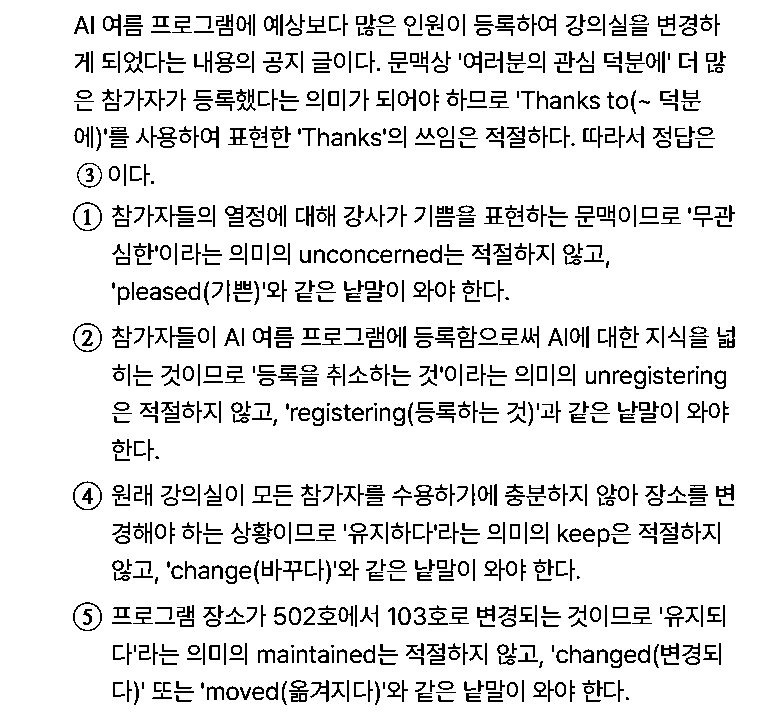 AI 여름 프로그램에 예상보다 많은 인원이 등록하여 강의실을 변경하
게 되었다는 내용의 공지 글이다. 문맥상 '여러분의 관심 덕분에' 더 많
은 참가자가 등록했다는 의미가 되어야 하므로 'Thanks to(~ 덕분
에)'를 사용하여 표현한 'Thanks'의 쓰임은 적절하다. 따라서 정답은
③이다.
① 참가자들의 열정에 대해 강사가 기쁨을 표현하는 문맥이므로 '무관
심한'이라는 의미의 unconcerned는 적절하지 않고,
'pleased(기쁜)'와 같은 낱말이 와야 한다.
② 참가자들이 AI 여름 프로그램에 등록함으로써 AI에 대한 지식을 넓
히는 것이므로 '등록을 취소하는 것'이라는 의미의 unregistering
은 적절하지 않고, 'registering(등록하는 것)'과 같은 낱말이 와야
한다.
④ 원래 강의실이 모든 참가자를 수용하기에 충분하지 않아 장소를 변
경해야 하는 상황이므로 '유지하다'라는 의미의 keep은 적절하지
않고, 'change(바꾸다)'와 같은 낱말이 와야 한다.
⑤ 프로그램 장소가 502호에서 103호로 변경되는 것이므로 '유지되
다'라는 의미의 maintained는 적절하지 않고, 'changed(변경되
다)' 또는 'moved(옮겨지다)'와 같은 낱말이 와야 한다.